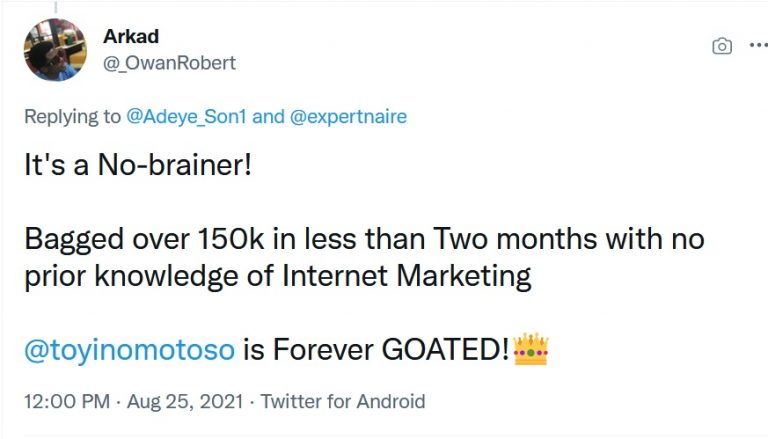 Arkad
@_OwanRobert
Replying to @Adeye_Son1 and @expertnaire
It's a No-brainer!
Bagged over 150k in less than Two months with no
prior knowledge of Internet Marketing
@toyinomotoso is Forever GOATED!👑
12:00 PM · Aug 25, 2021 · Twitter for Android